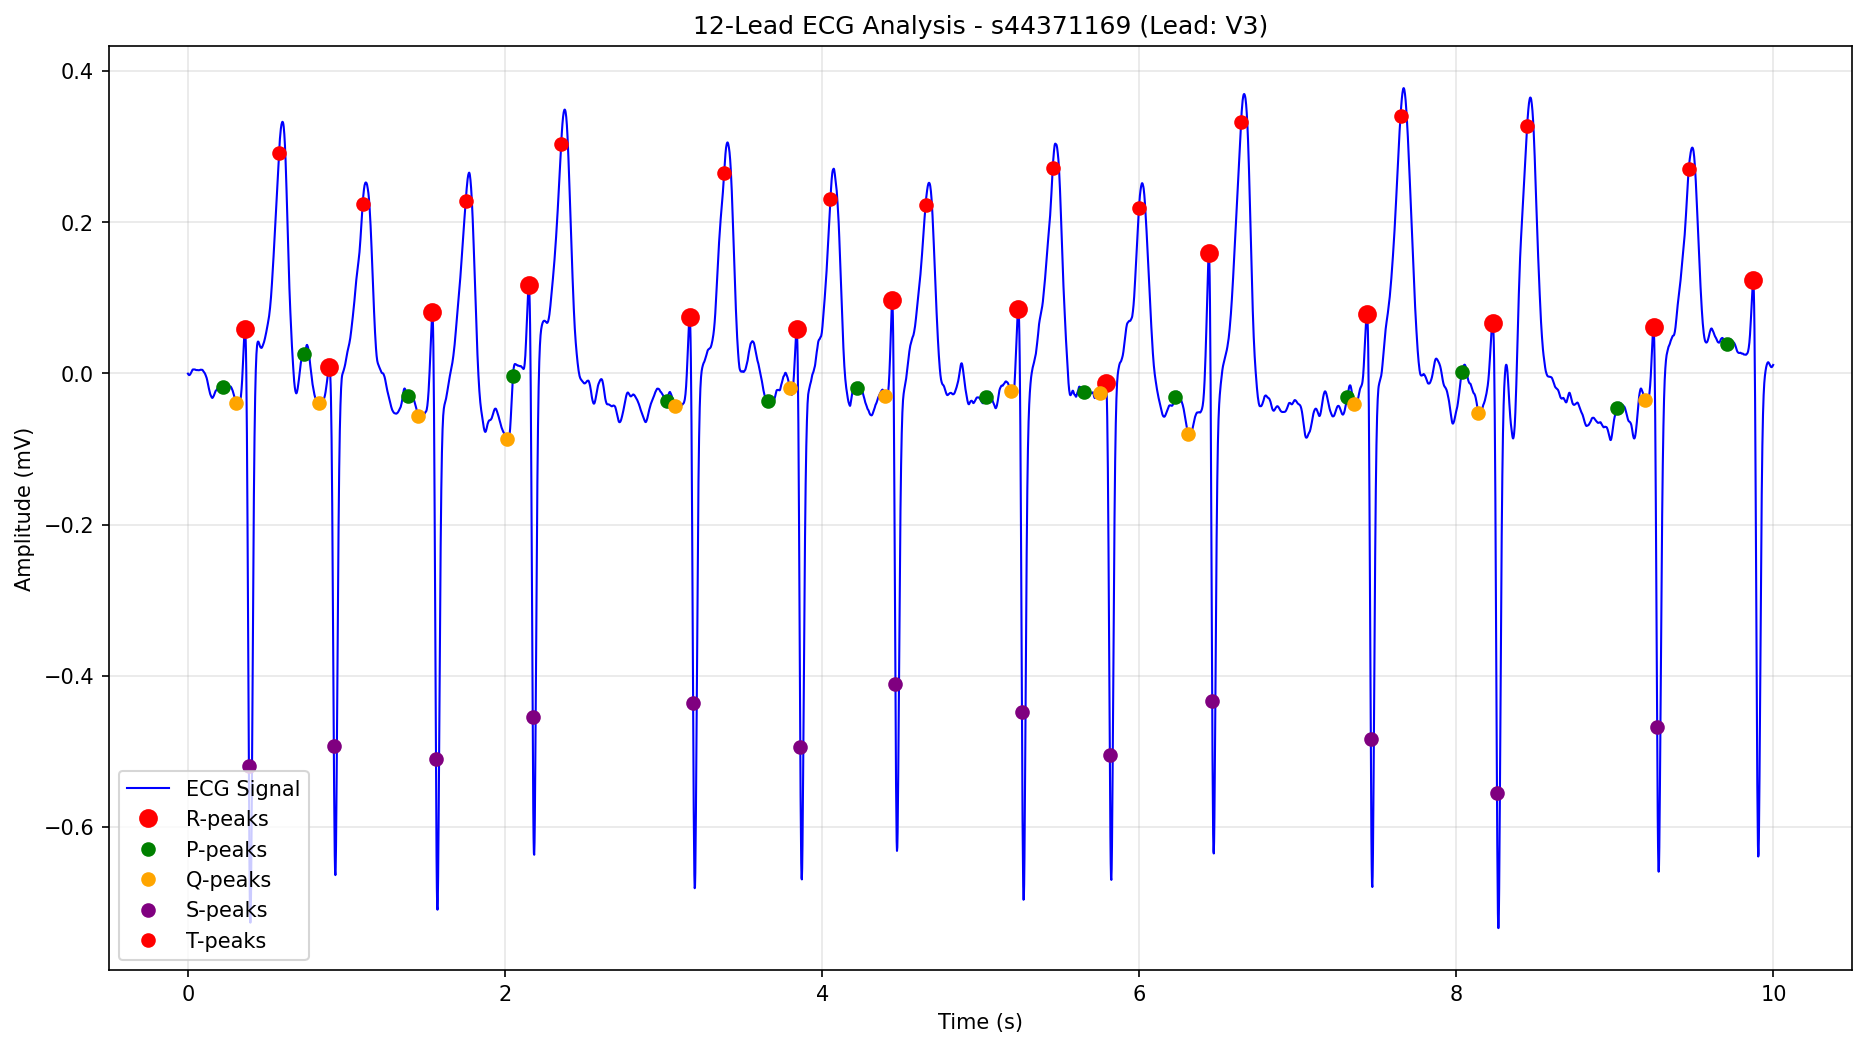 12-Lead ECG Analysis - s44371169 (Lead: V3)
Amplitude (mV)
0.4
0.2
0.0
−0.2
−0.4
−0.6
ECG Signal
R-peaks
P-peaks
Q-peaks
S-peaks
T-peaks
0 2 4 6 8 10
Time (s)